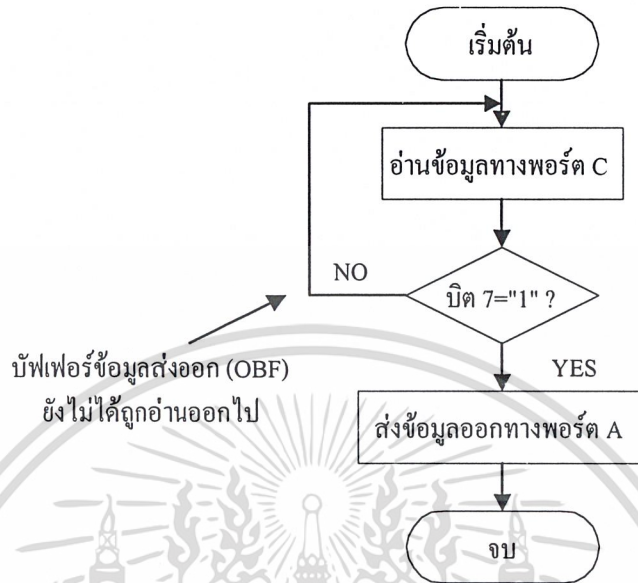 เริ่มต้น
อ่านข้อมูลทางพอร์ต C
NO
บิต 7="1" ?
บัฟเฟอร์ข้อมูลส่งออก (OBF)
ยังไม่ได้ถูกอ่านออกไป
YES
ส่งข้อมูลออกทางพอร์ต A
จบ